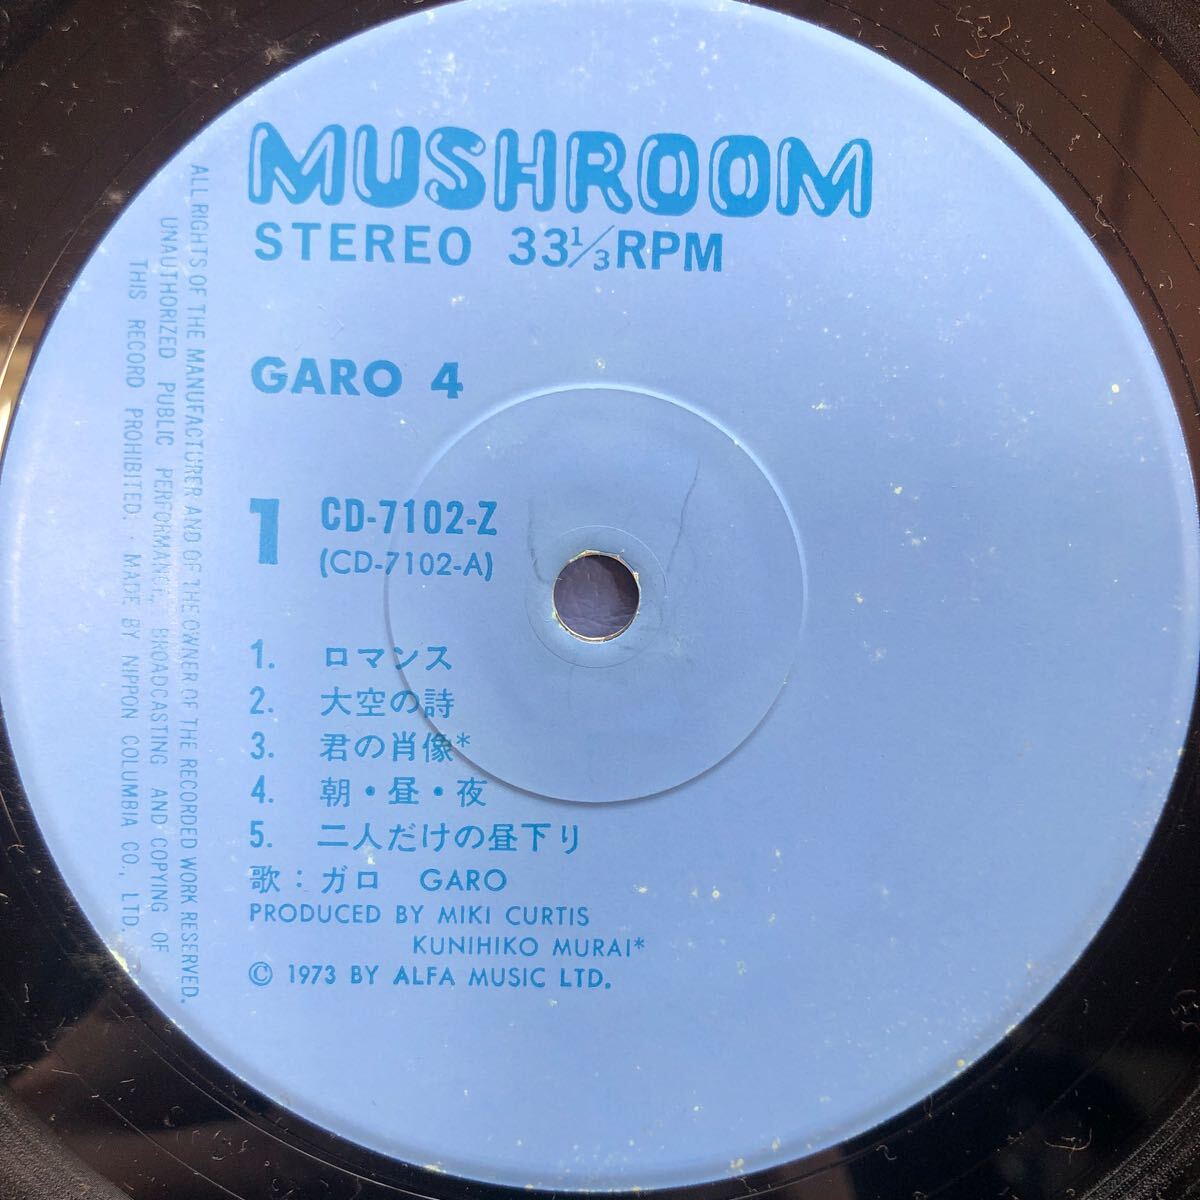 MUSHROOM
STEREO 33 1/3 RPM
GARO 4
1 CD-7102-Z
(CD-7102-A)
1. ロマンス
2. 大空の詩
3. 君の肖像*
4. 朝・昼・夜
5. 二人だけの昼下り
歌：ガロ GARO
PRODUCED BY MIKI CURTIS
KUNIHIKO MURAI*
© 1973 BY ALFA MUSIC LTD.
ALL RIGHTS OF THE MANUFACTURER AND OF THE OWNER OF THE RECORDED WORK RESERVED.
UNAUTHORIZED PUBLIC PERFORMANCE, BROADCASTING AND COPYING OF
THIS RECORD PROHIBITED. MADE BY NIPPON COLUMBIA CO., LTD.